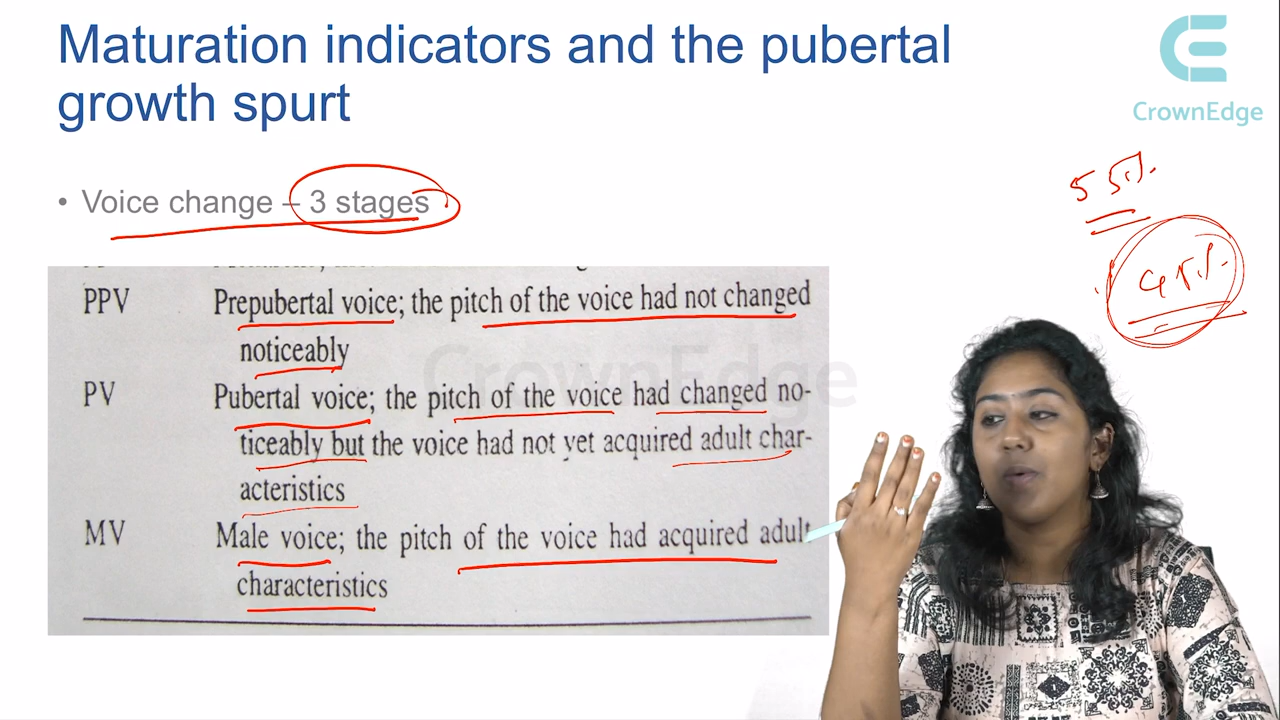 Maturation indicators and the pubertal
growth spurt
CrownEdge
• Voice change – 3 stages
55%.
45%.
PPV Prepubertal voice; the pitch of the voice had not changed
noticeably
CrownEdge
PV Pubertal voice; the pitch of the voice had changed no-
ticeably but the voice had not yet acquired adult char-
acteristics
MV Male voice; the pitch of the voice had acquired adult
characteristics